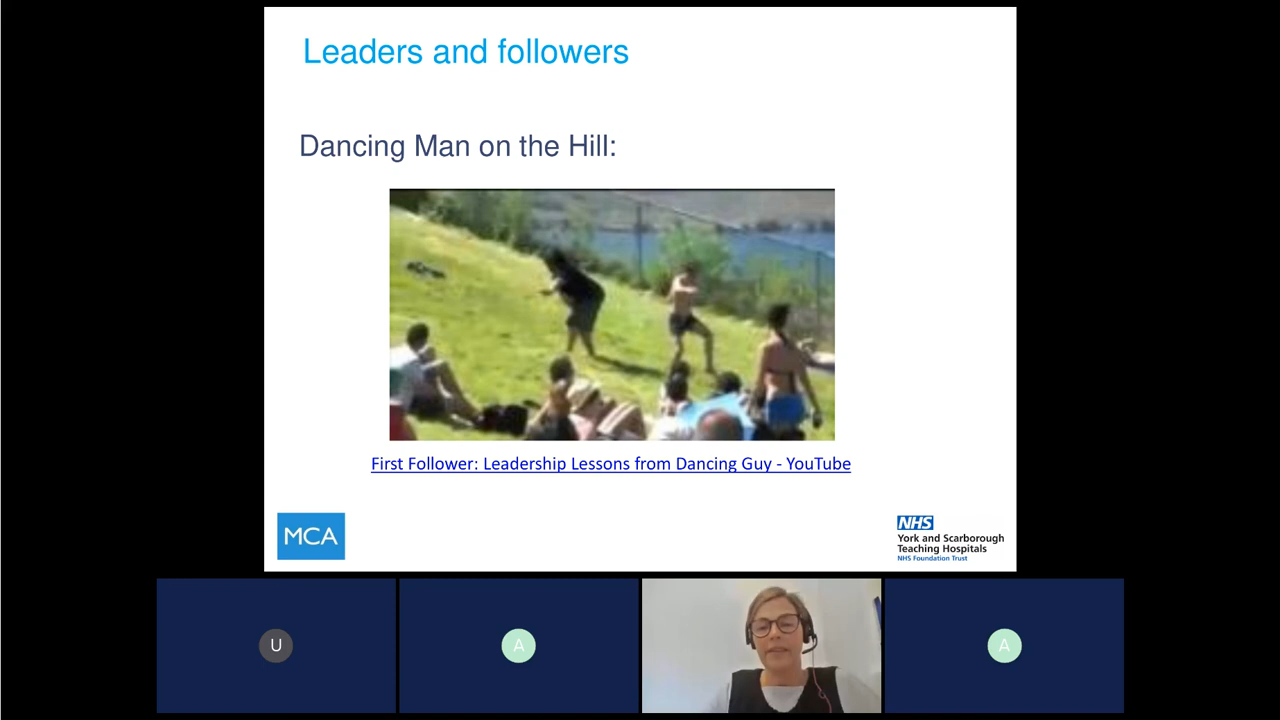 Leaders and followers
Dancing Man on the Hill:
First Follower: Leadership Lessons from Dancing Guy - YouTube
MCA
NHS
York and Scarborough
Teaching Hospitals
NHS Foundation Trust
U
A
A